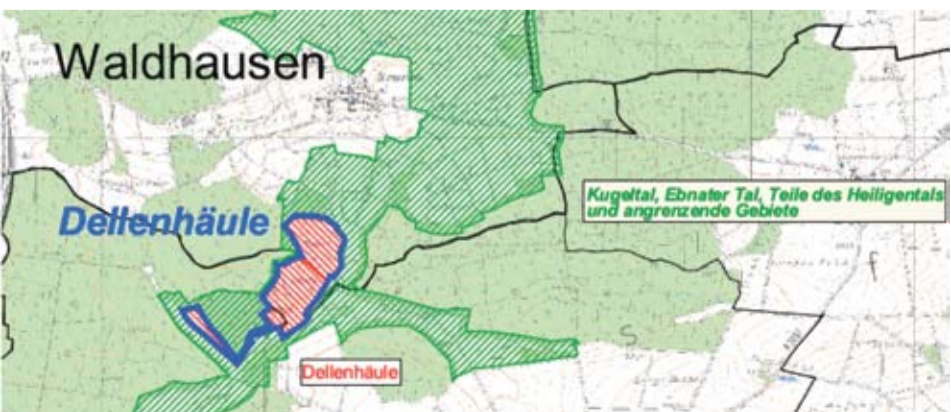 Waldhausen
Dellenhäule
Kugeltal, Ebnater Tal, Teile des Heiligentals
und angrenzende Gebiete
Dellenhäule